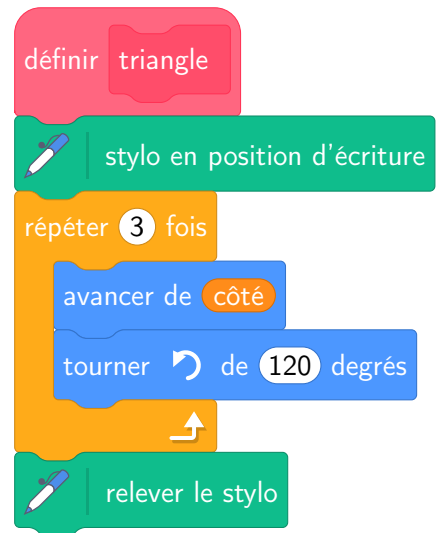 définir triangle
stylo en position d'écriture
répéter 3 fois
avancer de côté
tourner de 120 degrés
relever le stylo